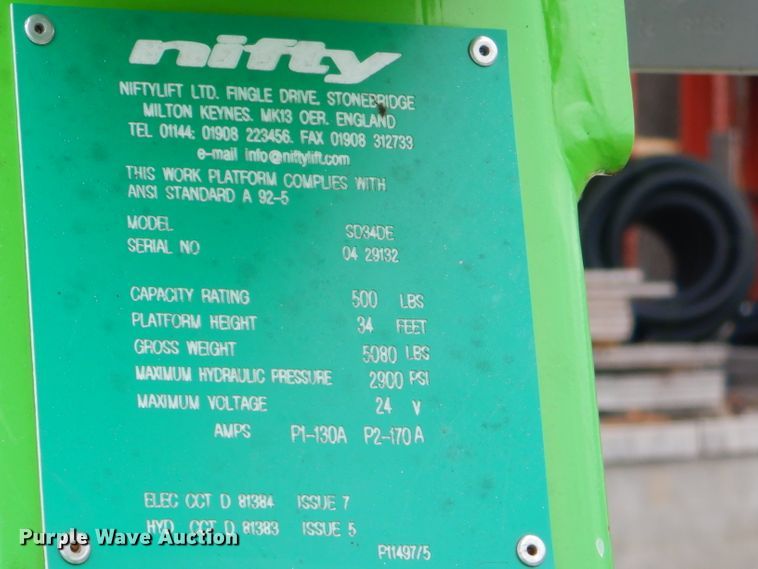 nifty
NIFTYLIFT LTD. FINGLE DRIVE, STONEBRIDGE
MILTON KEYNES. MK13 OER. ENGLAND
TEL 01144: 01908 223456. FAX 01908 312733
e-mail info@niftylift.com
THIS WORK PLATFORM COMPLIES WITH
ANSI STANDARD A 92-5
MODEL SD34DE
SERIAL NO 04 29132
CAPACITY RATING 500 LBS
PLATFORM HEIGHT 34 FEET
GROSS WEIGHT 5080 LBS
MAXIMUM HYDRAULIC PRESSURE 2900 PSI
MAXIMUM VOLTAGE 24 V
AMPS P1-130A P2-170 A
ELEC CCT D 81384 ISSUE 7
HYD CCT D 81383 ISSUE 5
P11497/5
Purple Wave Auction